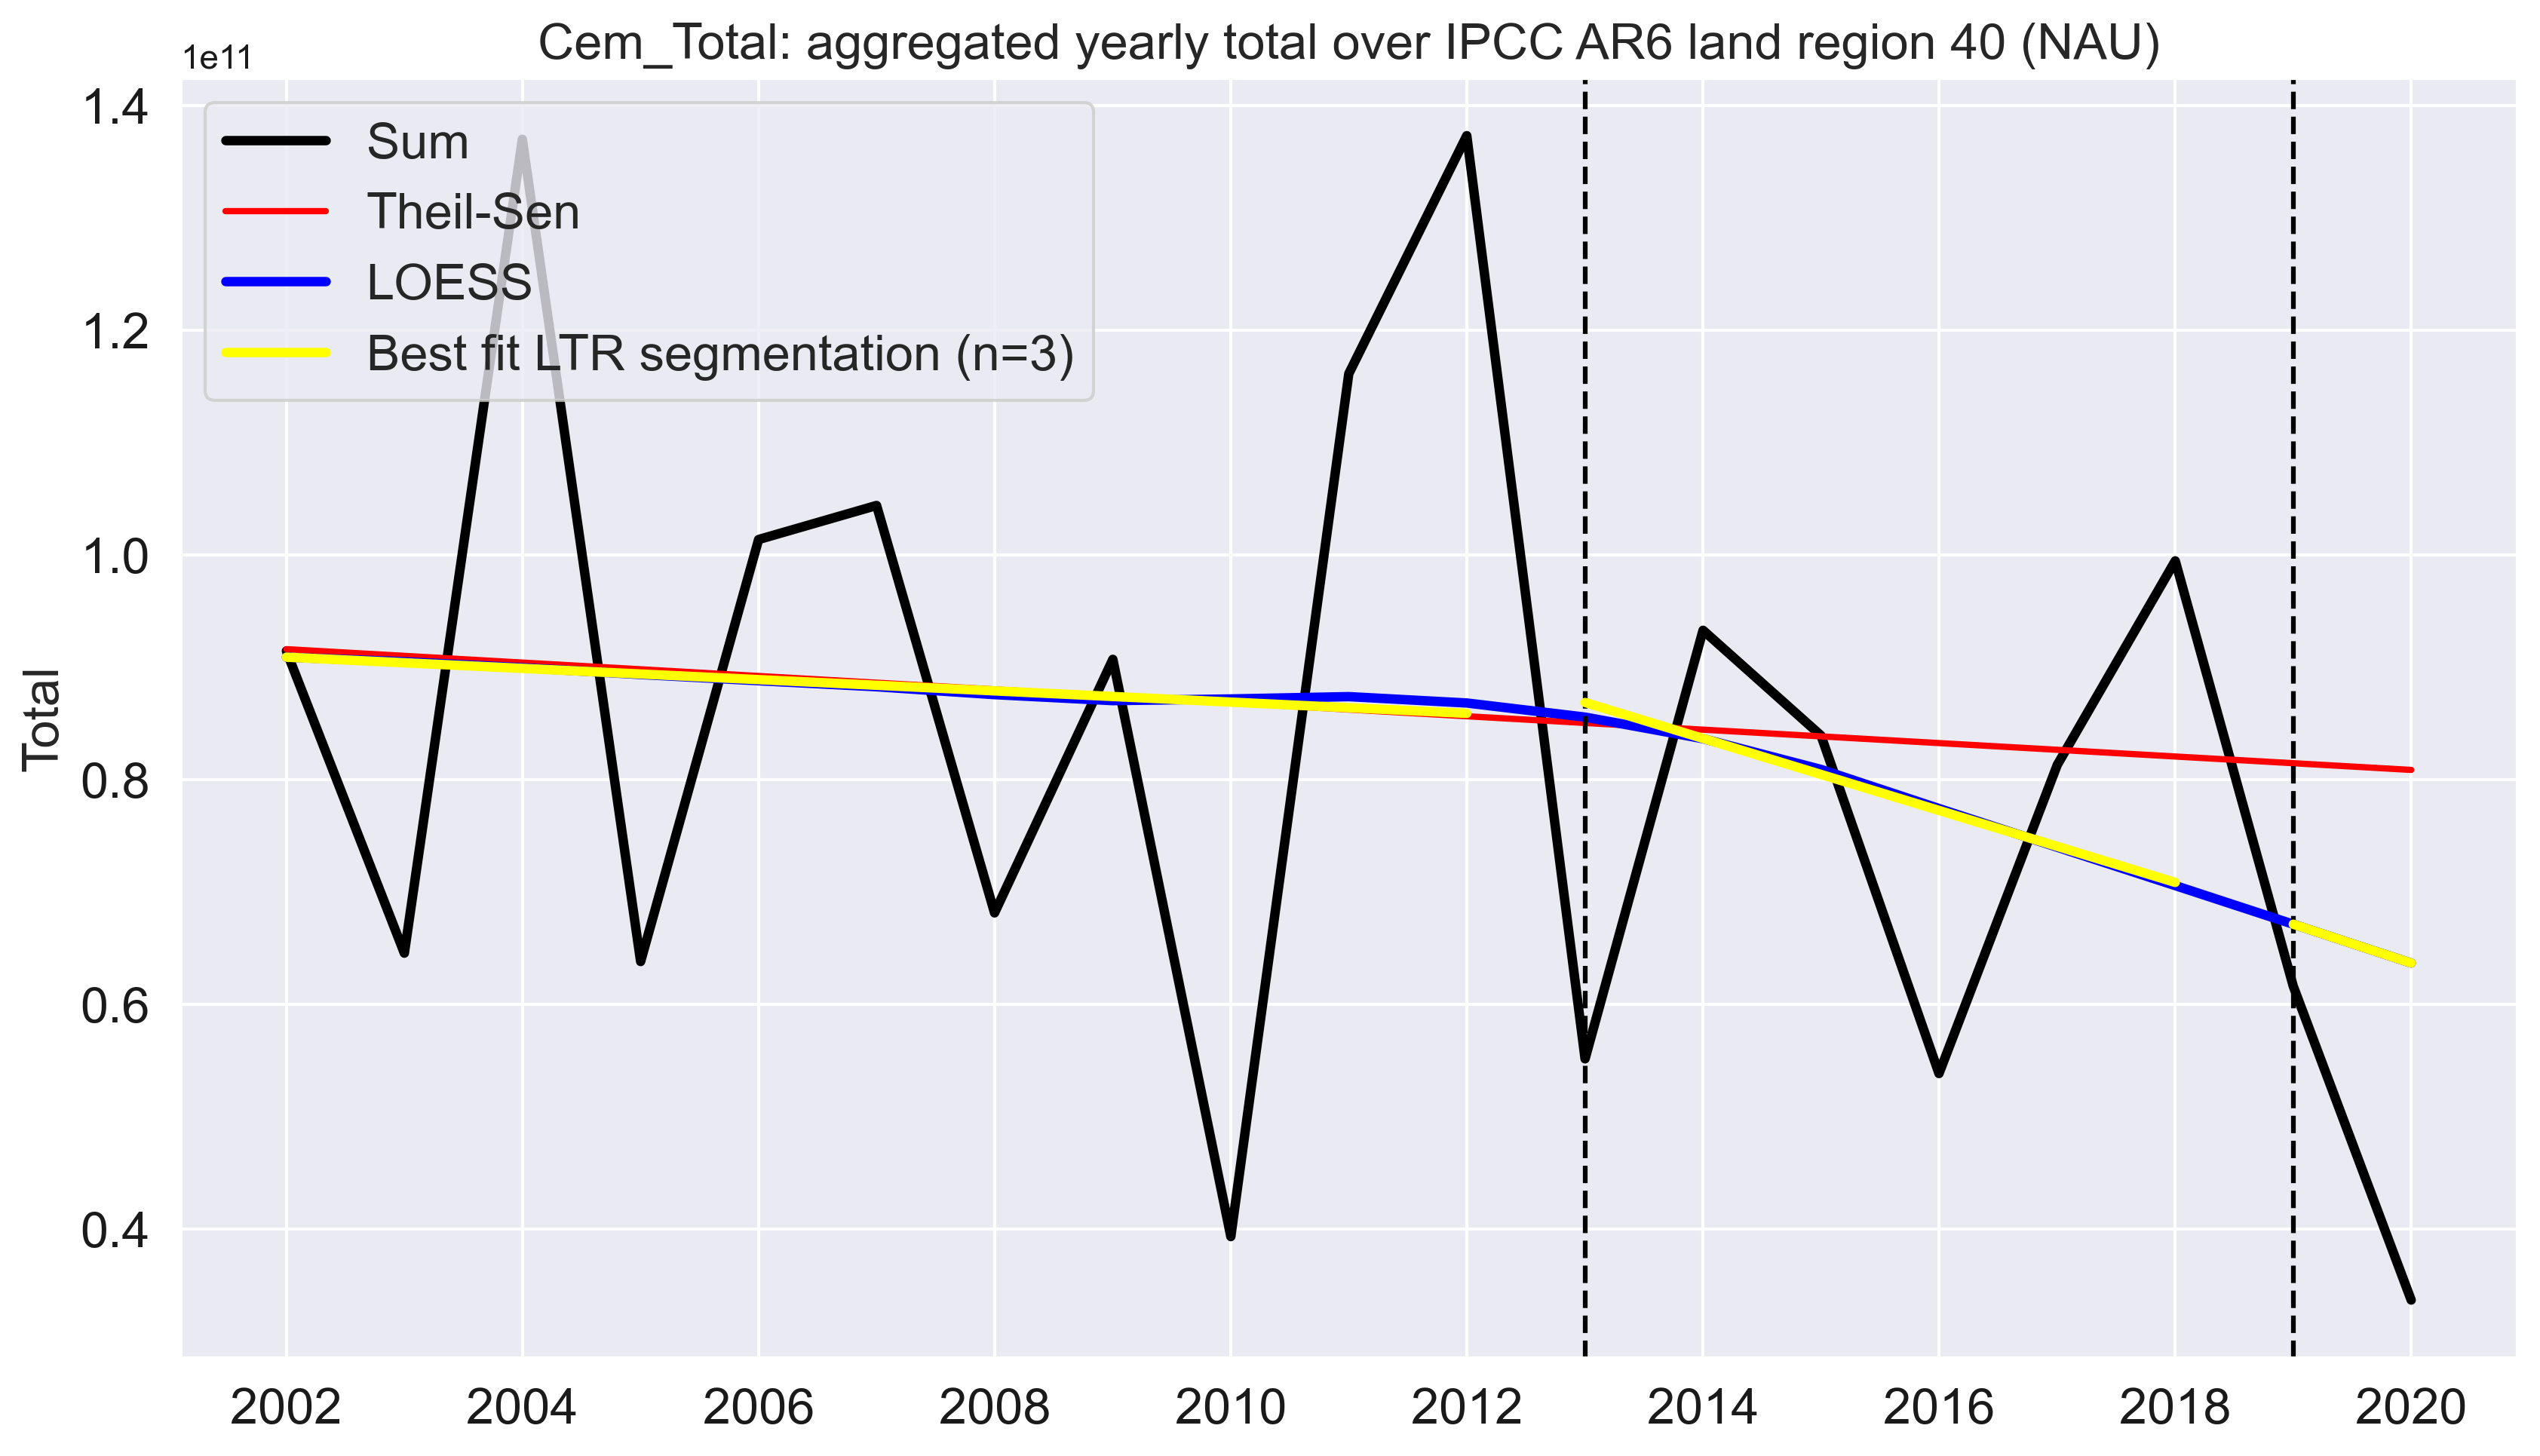 Cem_Total: aggregated yearly total over IPCC AR6 land region 40 (NAU)
1e11
1.4
1.2
1.0
0.8
0.6
0.4
Total
Sum
Theil-Sen
LOESS
Best fit LTR segmentation (n=3)
2002 2004 2006 2008 2010 2012 2014 2016 2018 2020